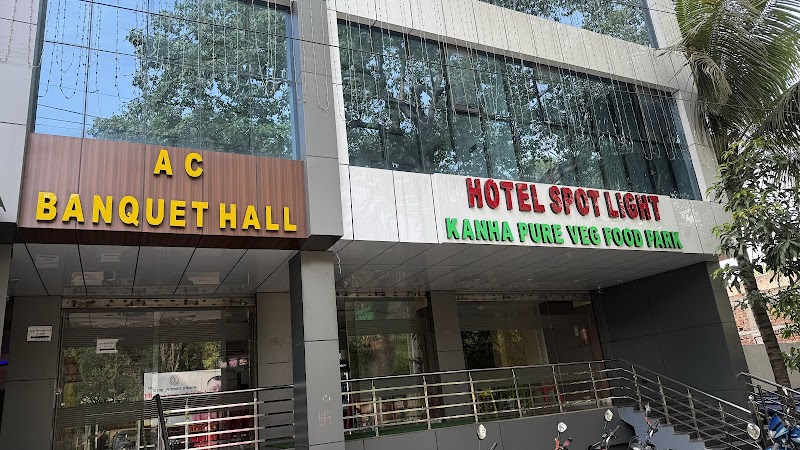 A C
BANQUET HALL
HOTEL SPOT LIGHT
KANHA PURE VEG FOOD PARK